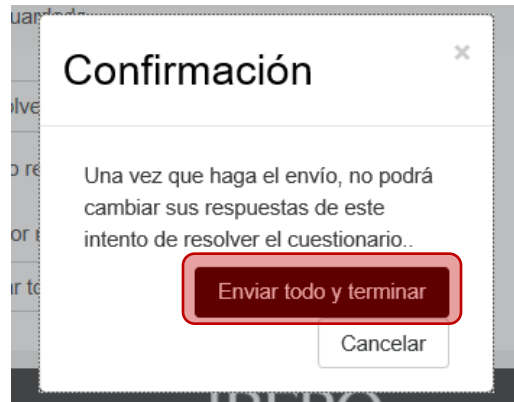 Confirmación
×
Una vez que haga el envío, no podrá
cambiar sus respuestas de este
intento de resolver el cuestionario..
Enviar todo y terminar
Cancelar